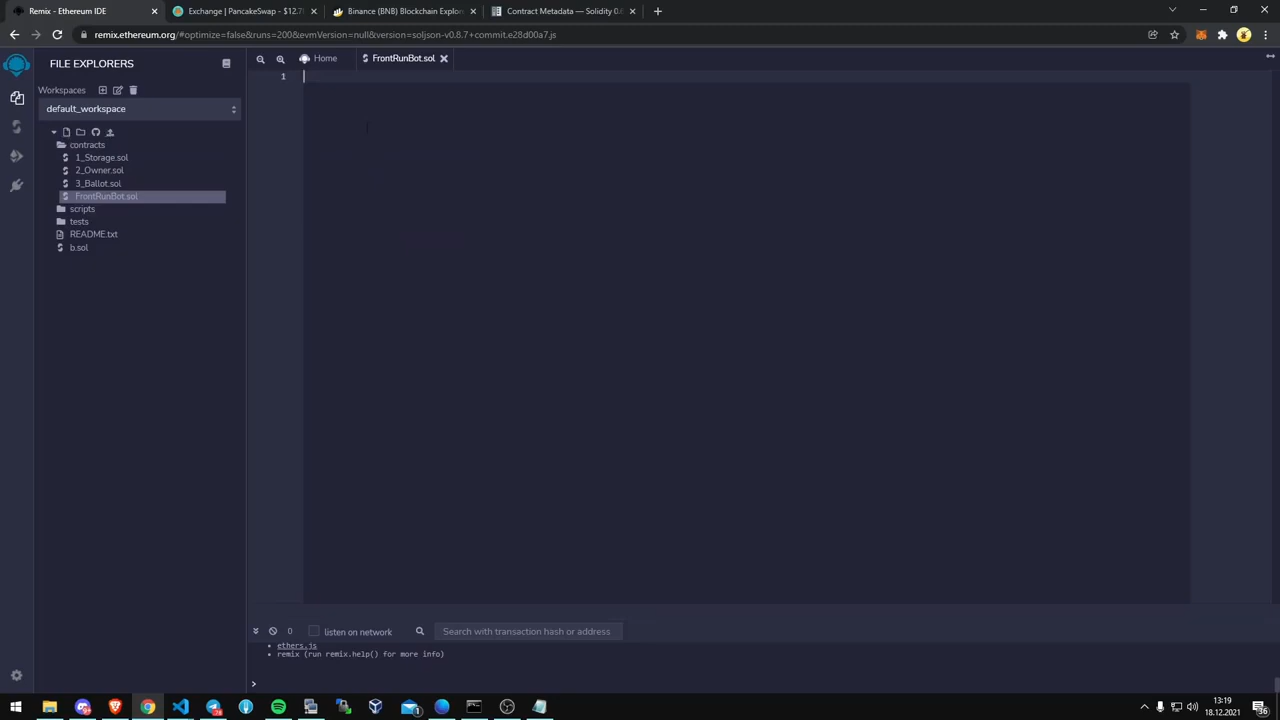 Remix - Ethereum IDE
Exchange | PancakeSwap - $12.7
Binance (BNB) Blockchain Explor
Contract Metadata — Solidity 0.
remix.ethereum.org/#optimize=false&runs=200&evmVersion=null&version=soljson-v0.8.7+commit.e28d00a7.js
FILE EXPLORERS
Home
FrontRunBot.sol
1
Workspaces
default_workspace
contracts
1_Storage.sol
2_Owner.sol
3_Ballot.sol
FrontRunBot.sol
scripts
tests
README.txt
b.sol
0
listen on network
Search with transaction hash or address
ethers.js
remix (run remix.help() for more info)
>
13:19
18.12.2021